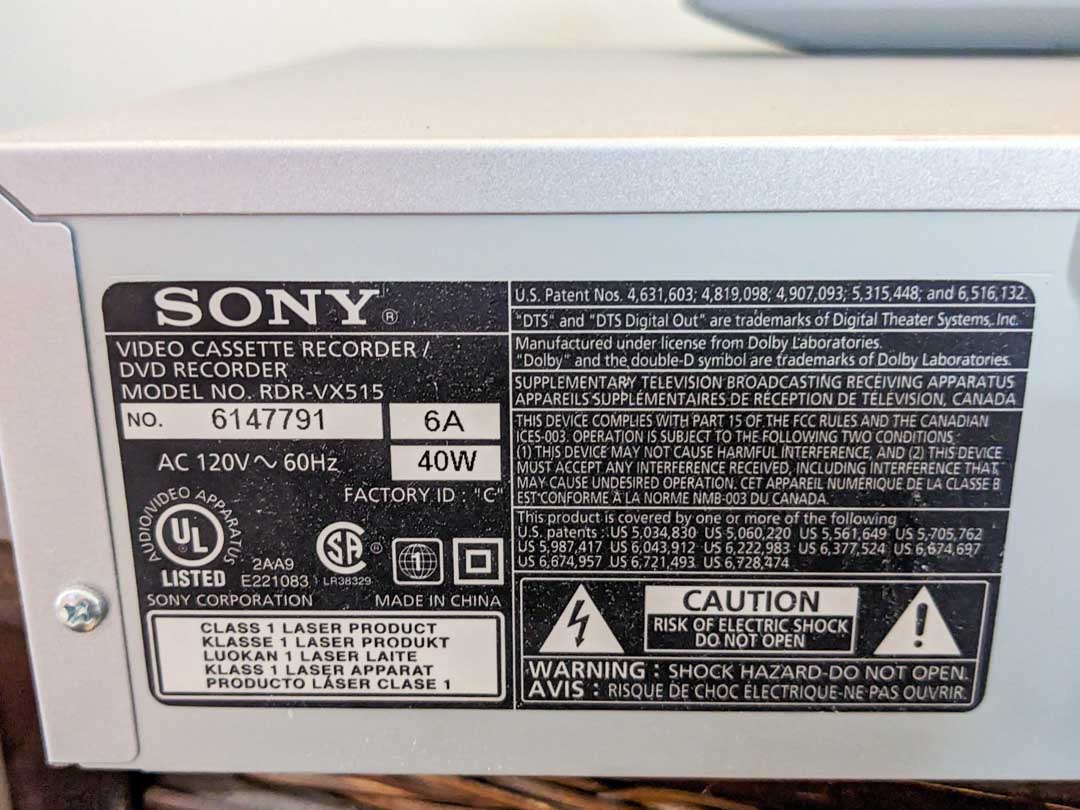 SONY®
VIDEO CASSETTE RECORDER /
DVD RECORDER
MODEL NO. RDR-VX515
NO. 6147791 6A
AC 120V ~ 60Hz 40W
FACTORY ID : "C"
AUDIO/VIDEO APPARATUS
UL ®
LISTED
2AA9
E221083
SA ®
LR38329
1
SONY CORPORATION MADE IN CHINA
CLASS 1 LASER PRODUCT
KLASSE 1 LASER PRODUKT
LUOKAN 1 LASER LAITE
KLASS 1 LASER APPARAT
PRODUCTO LÁSER CLASE 1
U.S. Patent Nos. 4,631,603; 4,819,098; 4,907,093; 5,315,448; and 6,516,132.
"DTS" and "DTS Digital Out" are trademarks of Digital Theater Systems, Inc.
Manufactured under license from Dolby Laboratories.
"Dolby" and the double-D symbol are trademarks of Dolby Laboratories.
SUPPLEMENTARY TELEVISION BROADCASTING RECEIVING APPARATUS
APPAREILS SUPPLÉMENTAIRES DE RÉCEPTION DE TÉLÉVISION, CANADA
THIS DEVICE COMPLIES WITH PART 15 OF THE FCC RULES AND THE CANADIAN
ICES-003. OPERATION IS SUBJECT TO THE FOLLOWING TWO CONDITIONS:
(1) THIS DEVICE MAY NOT CAUSE HARMFUL INTERFERENCE, AND (2) THIS DEVICE
MUST ACCEPT ANY INTERFERENCE RECEIVED, INCLUDING INTERFERENCE THAT
MAY CAUSE UNDESIRED OPERATION. CET APPAREIL NUMÉRIQUE DE LA CLASSE B
EST CONFORME À LA NORME NMB-003 DU CANADA.
This product is covered by one or more of the following
U.S. patents : US 5,034,830 US 5,060,220 US 5,561,649 US 5,705,762
US 5,987,417 US 6,043,912 US 6,222,983 US 6,377,524 US 6,674,697
US 6,674,957 US 6,721,493 US 6,728,474
CAUTION
RISK OF ELECTRIC SHOCK
DO NOT OPEN
WARNING : SHOCK HAZARD-DO NOT OPEN.
AVIS : RISQUE DE CHOC ÉLECTRIQUE-NE PAS OUVRIR.